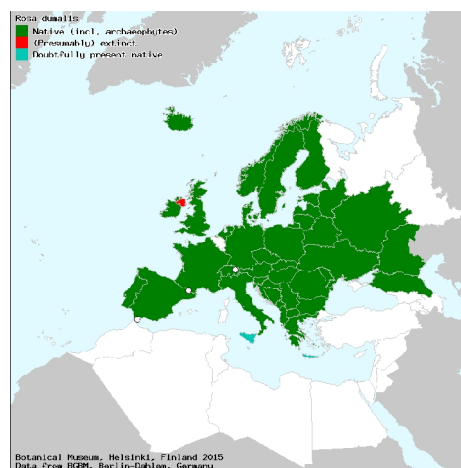 Rosa dumalis
Native (incl. archaeophytes)
(Presumably) extinct
Doubtfully present native
Botanical Museum, Helsinki, Finland 2015
Data from BGBM, Berlin-Dahlem, Germany